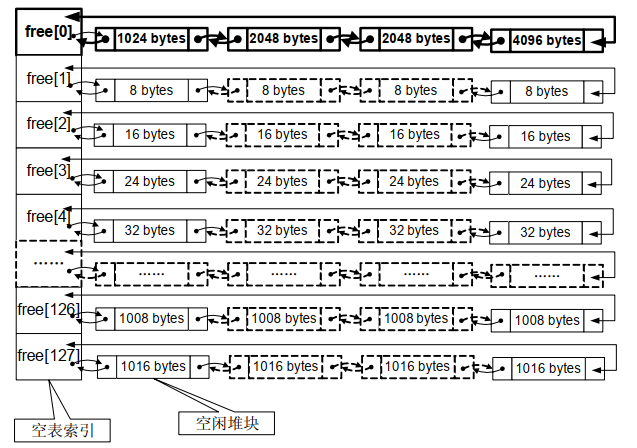 free[0] 1024 bytes 2048 bytes 2048 bytes 4096 bytes
free[1] 8 bytes 8 bytes 8 bytes 8 bytes
free[2] 16 bytes 16 bytes 16 bytes 16 bytes
free[3] 24 bytes 24 bytes 24 bytes 24 bytes
free[4] 32 bytes 32 bytes 32 bytes 32 bytes
...... ...... ...... ...... ......
free[126] 1008 bytes 1008 bytes 1008 bytes 1008 bytes
free[127] 1016 bytes 1016 bytes 1016 bytes 1016 bytes
空表索引 空闲堆块